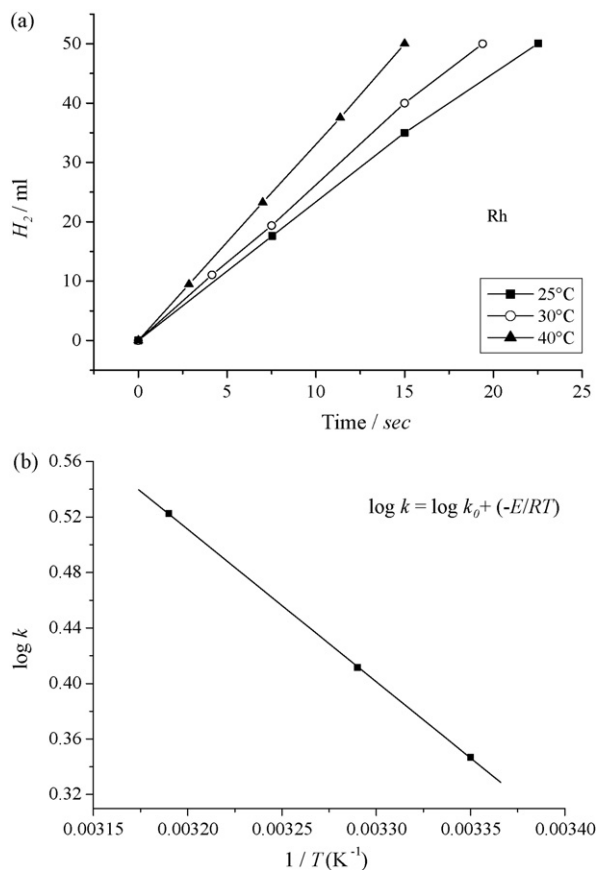 (a)
50
40
30
20
10
0
H₂ / ml
Rh
25°C
30°C
40°C
0 5 10 15 20 25
Time / sec
(b)
0.56
0.52
0.48
0.44
0.40
0.36
0.32
log k
log k = log k₀+ (-E/RT)
0.00315 0.00320 0.00325 0.00330 0.00335 0.00340
1 / T(K⁻¹)